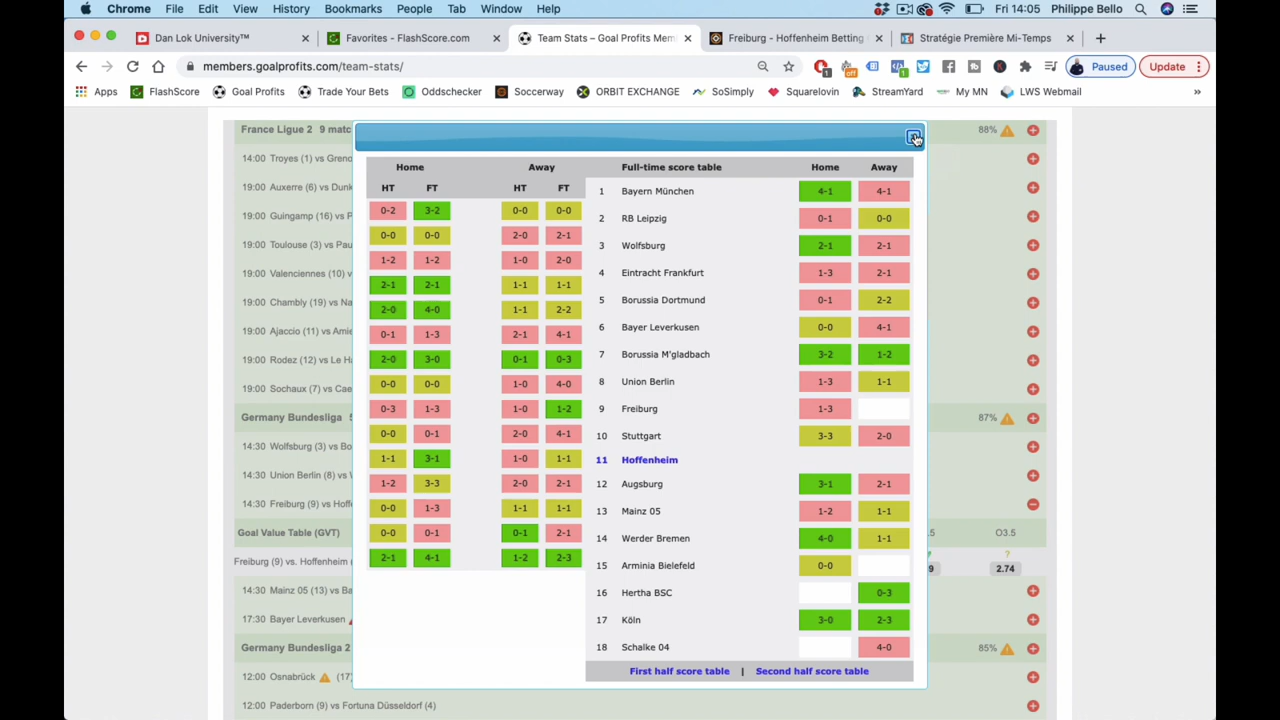 Chrome File Edit View History Bookmarks People Tab Window Help Fri 14:05 Philippe Bello
Dan Lok University™ Favorites - FlashScore.com Team Stats – Goal Profits Mem Freiburg - Hoffenheim Betting Stratégie Première Mi-Temps
members.goalprofits.com/team-stats/ 1 off 1 Paused Update
Apps FlashScore Goal Profits Trade Your Bets Oddschecker Soccerway ORBIT EXCHANGE SoSimply Squarelovin StreamYard My MN LWS Webmail »
France Ligue 2 9 matc 88%
14:00 Troyes (1) vs Greno
19:00 Auxerre (6) vs Dunk
19:00 Guingamp (16) vs P
19:00 Toulouse (3) vs Pau
19:00 Valenciennes (10) v
19:00 Chambly (19) vs Na
19:00 Ajaccio (11) vs Amie
19:00 Rodez (12) vs Le Ha
19:00 Sochaux (7) vs Cae
Germany Bundesliga 5 87%
14:30 Wolfsburg (3) vs Bo
14:30 Union Berlin (8) vs W
14:30 Freiburg (9) vs Hoff
Goal Value Table (GVT) .5 O3.5
Freiburg (9) vs. Hoffenheim ( 9 2.74
14:30 Mainz 05 (13) vs Ba
17:30 Bayer Leverkusen
Germany Bundesliga 2 85%
12:00 Osnabrück (17)
12:00 Paderborn (9) vs Fortuna Düsseldorf (4)
Home Away
HT FT HT FT
0-2 3-2 0-0 0-0
0-0 0-0 2-0 2-1
1-2 1-2 1-0 2-0
2-1 2-1 1-1 1-1
2-0 4-0 1-1 2-2
0-1 1-3 2-1 4-1
2-0 3-0 0-1 0-3
0-0 0-0 1-0 4-0
0-3 1-3 1-0 1-2
0-0 0-1 2-0 4-1
1-1 3-1 1-0 1-1
1-2 3-3 2-0 2-1
0-0 1-3 1-1 1-1
0-0 0-1 0-1 2-1
2-1 4-1 1-2 2-3
Full-time score table Home Away
1 Bayern München 4-1 4-1
2 RB Leipzig 0-1 0-0
3 Wolfsburg 2-1 2-1
4 Eintracht Frankfurt 1-3 2-1
5 Borussia Dortmund 0-1 2-2
6 Bayer Leverkusen 0-0 4-1
7 Borussia M'gladbach 3-2 1-2
8 Union Berlin 1-3 1-1
9 Freiburg 1-3
10 Stuttgart 3-3 2-0
11 Hoffenheim
12 Augsburg 3-1 2-1
13 Mainz 05 1-2 1-1
14 Werder Bremen 4-0 1-1
15 Arminia Bielefeld 0-0
16 Hertha BSC 0-3
17 Köln 3-0 2-3
18 Schalke 04 4-0
First half score table | Second half score table